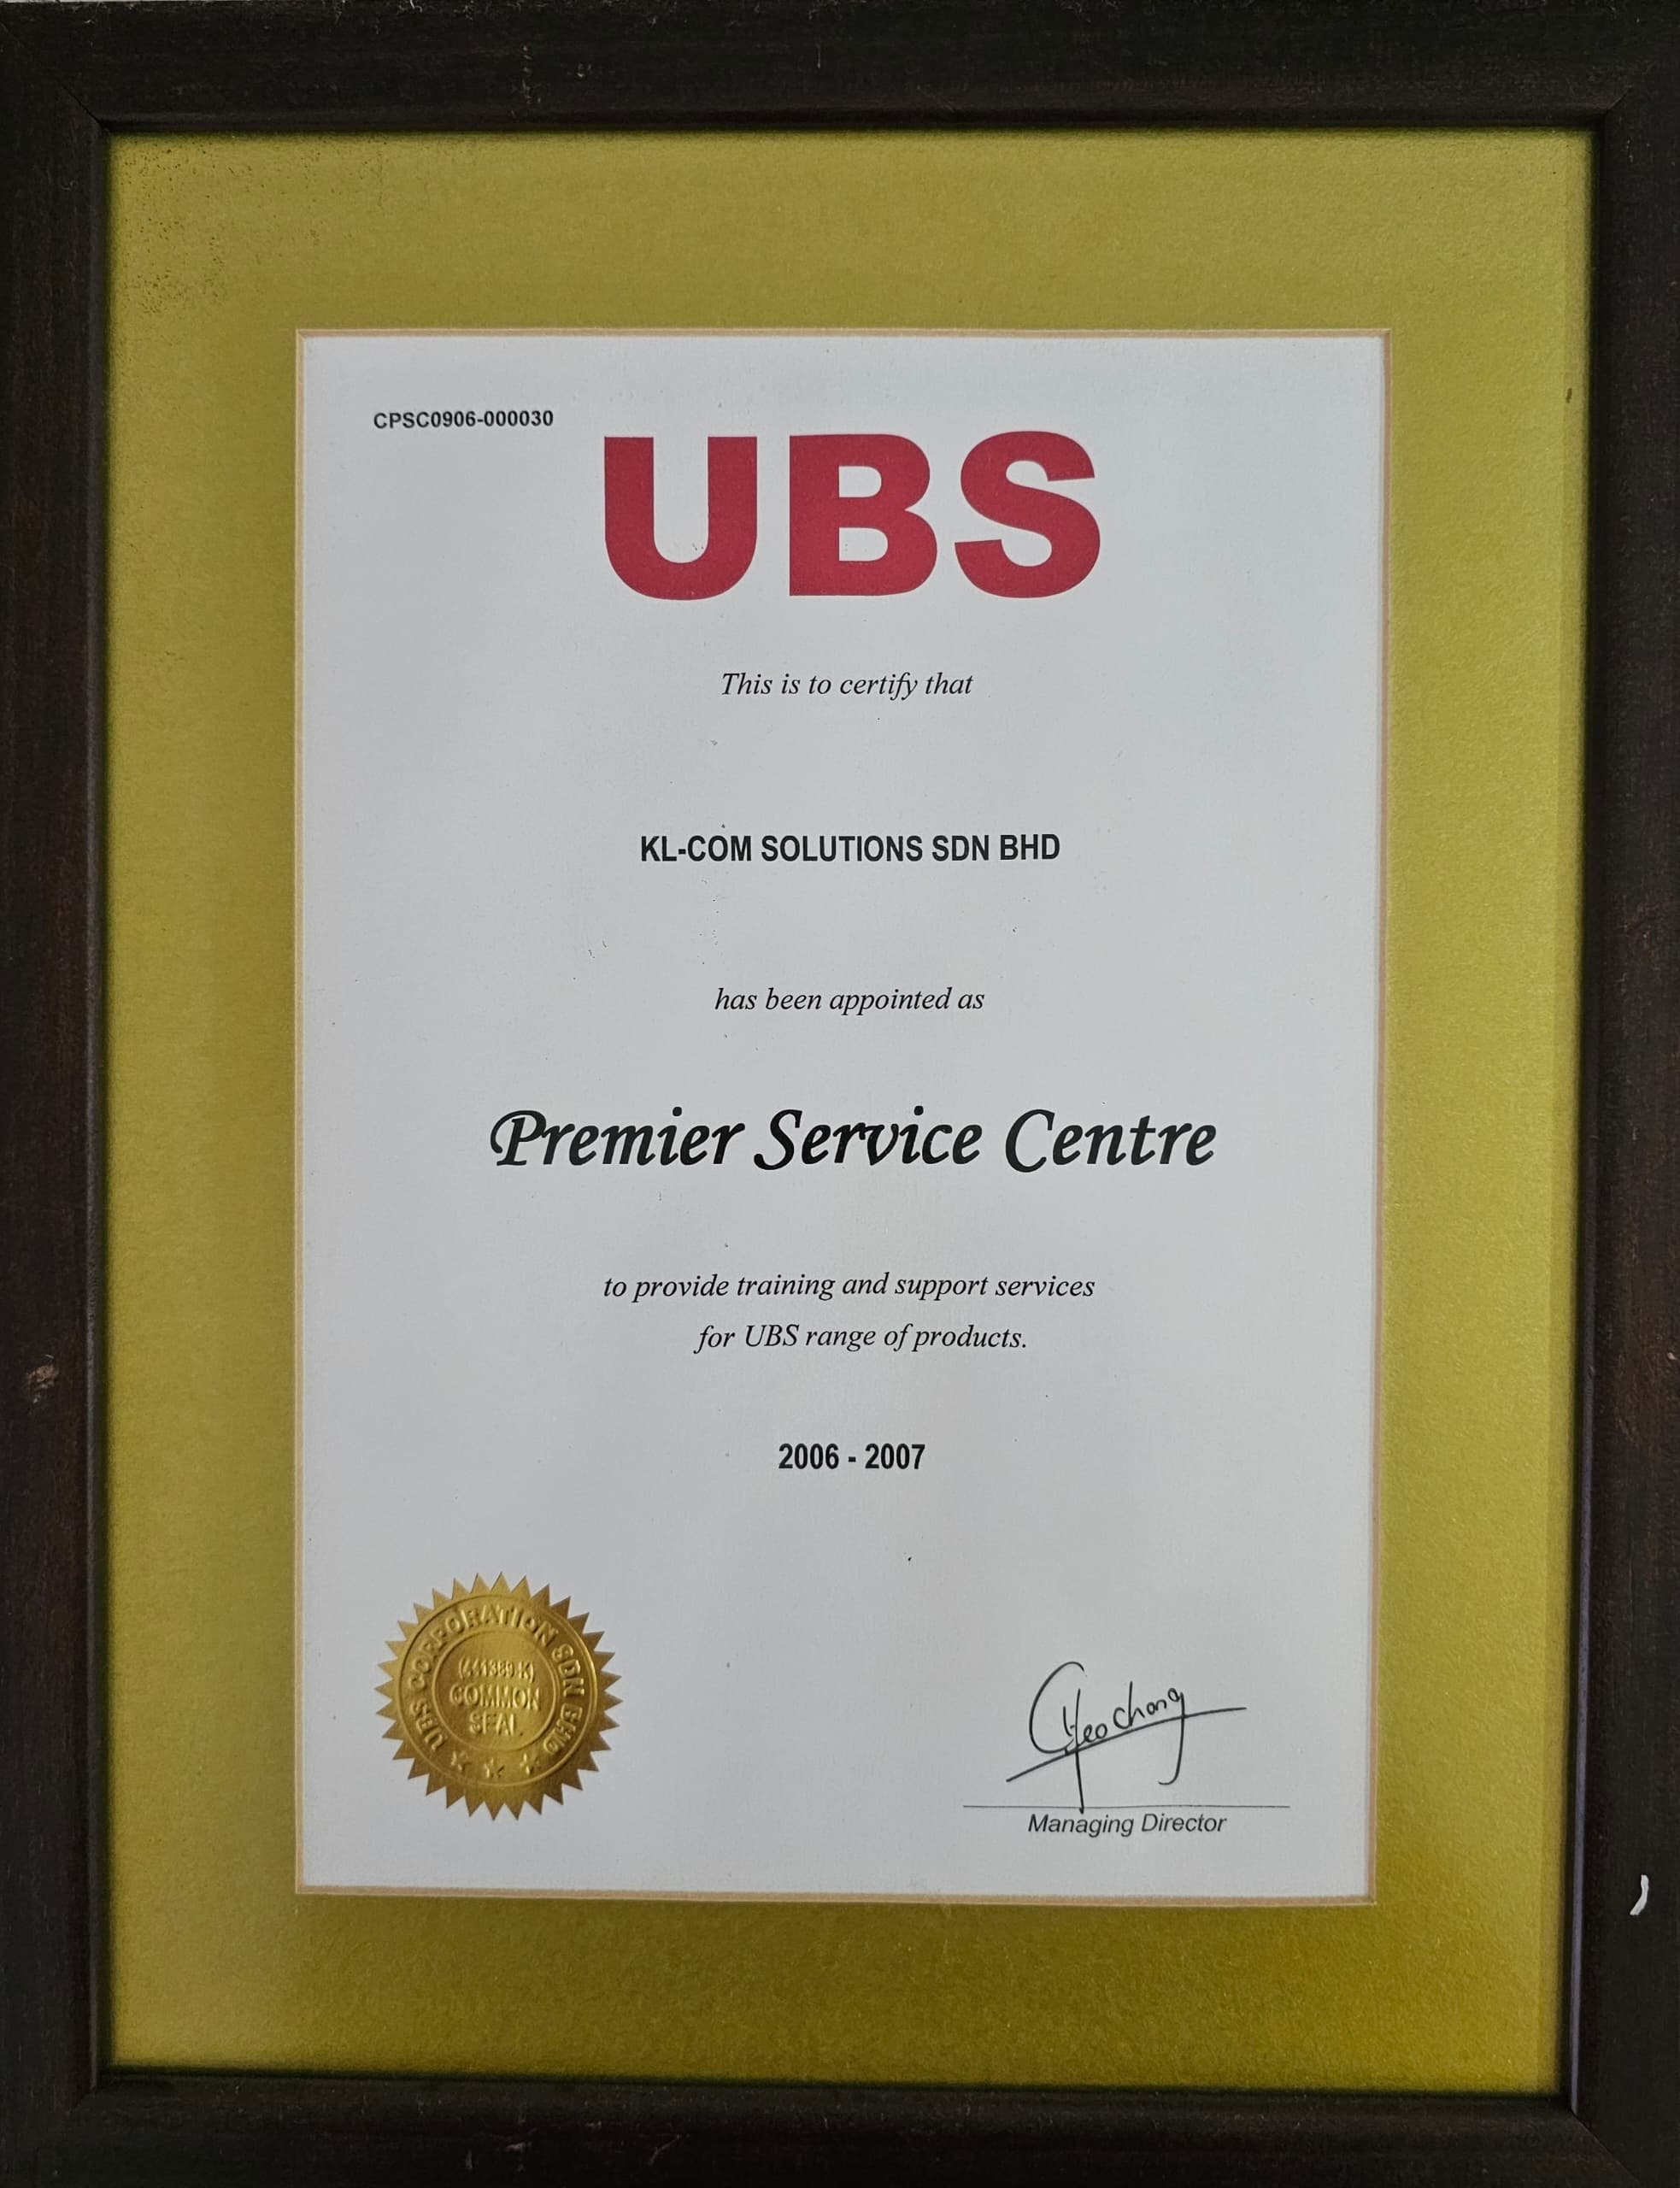 CPSC0906-000030
UBS
This is to certify that
KL-COM SOLUTIONS SDN BHD
has been appointed as
Premier Service Centre
to provide training and support services
for UBS range of products.
2006 - 2007
UBS CORPORATION SDN BHD
COMMON
SEAL
Managing Director